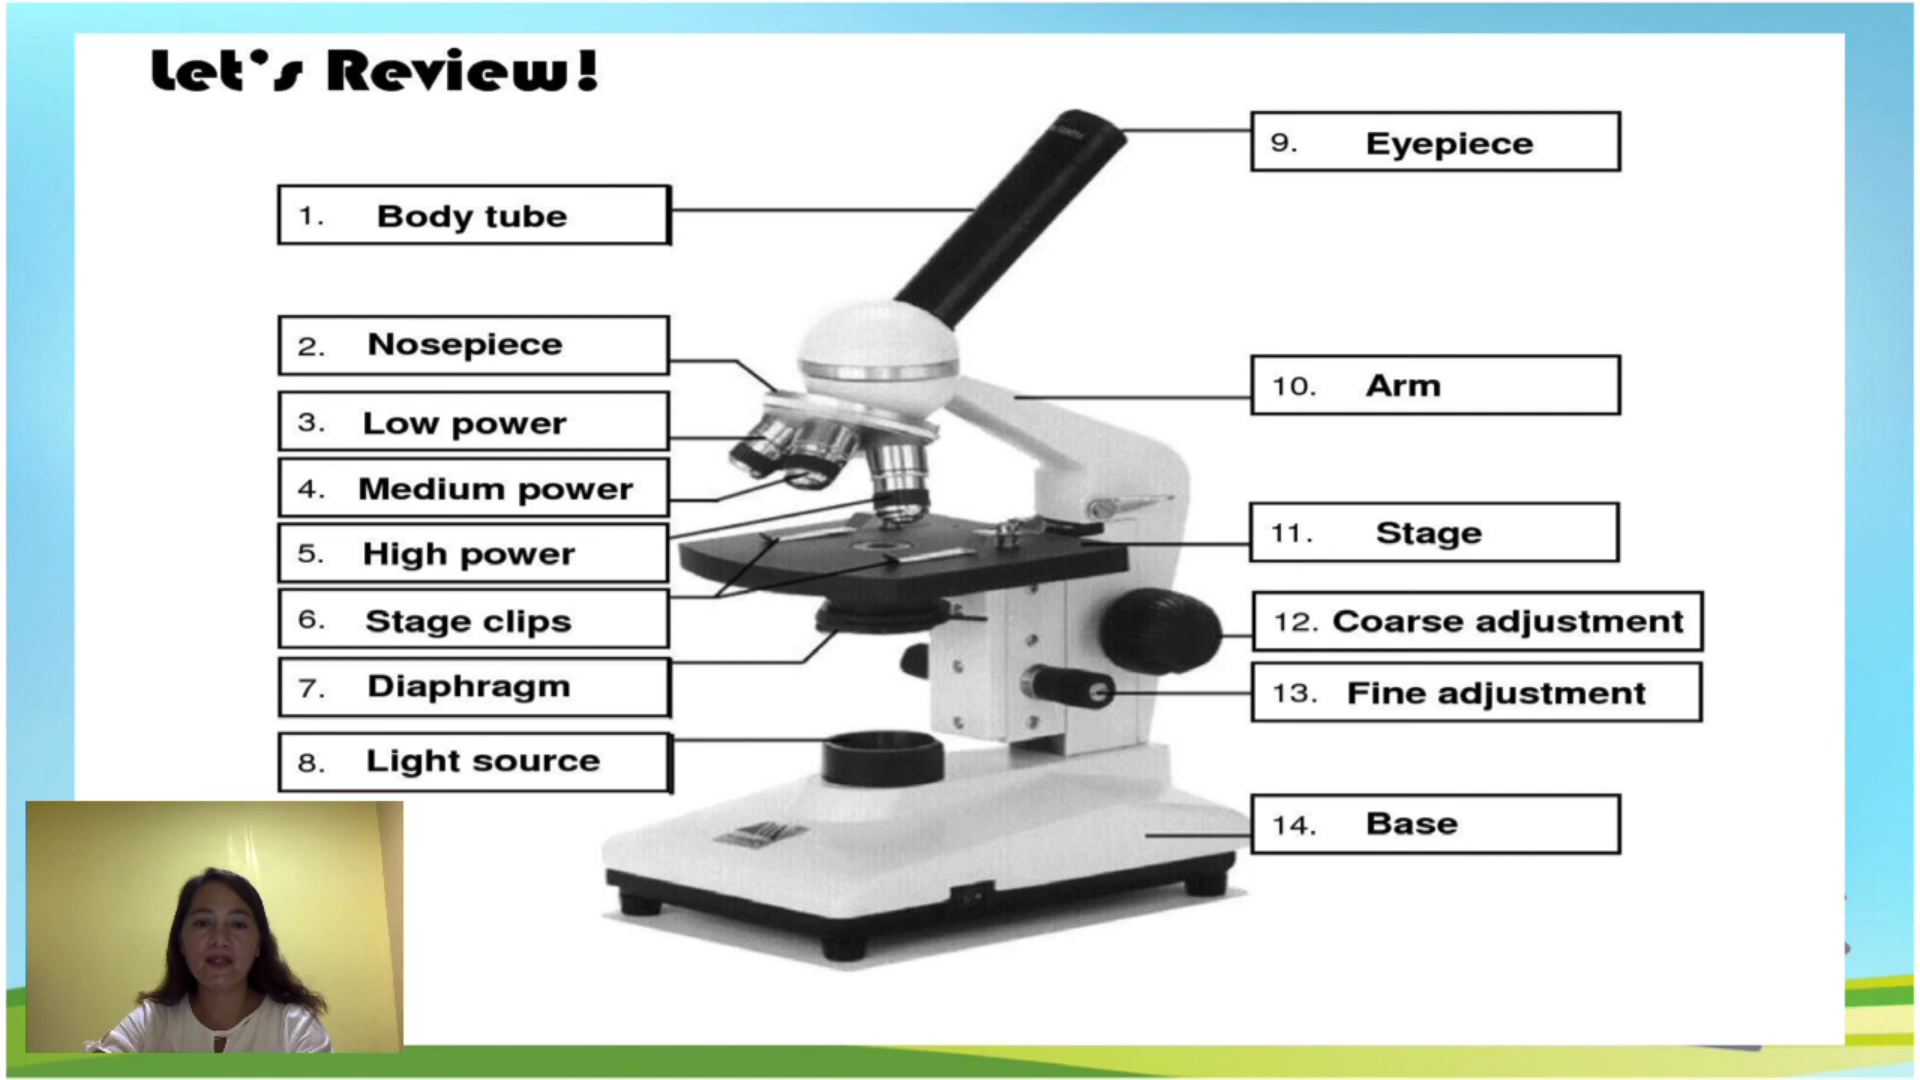 Let's Review!
1. Body tube
2. Nosepiece
3. Low power
4. Medium power
5. High power
6. Stage clips
7. Diaphragm
8. Light source
9. Eyepiece
10. Arm
11. Stage
12. Coarse adjustment
13. Fine adjustment
14. Base